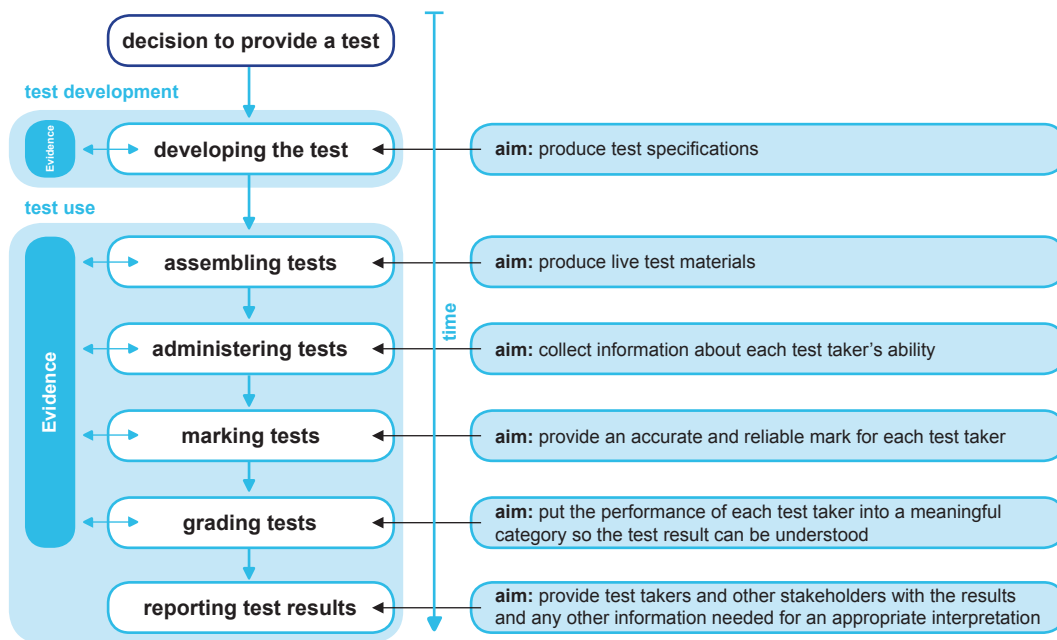 decision to provide a test
test development
Evidence
developing the test
aim: produce test specifications
test use
Evidence
assembling tests
aim: produce live test materials
time
administering tests
aim: collect information about each test taker’s ability
marking tests
aim: provide an accurate and reliable mark for each test taker
grading tests
aim: put the performance of each test taker into a meaningful
category so the test result can be understood
reporting test results
aim: provide test takers and other stakeholders with the results
and any other information needed for an appropriate interpretation